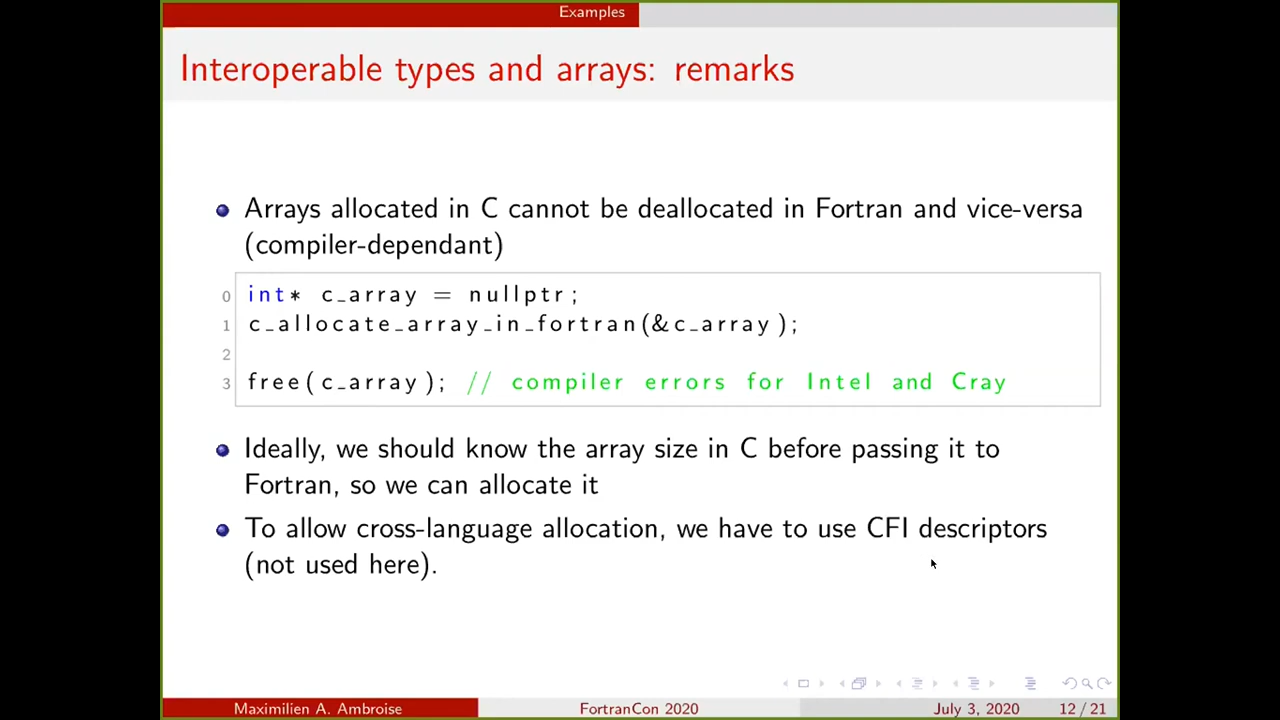 Examples
Interoperable types and arrays: remarks
Arrays allocated in C cannot be deallocated in Fortran and vice-versa
(compiler-dependant)
0 int* c_array = nullptr;
1 c_allocate_array_in_fortran(&c_array);
2
3 free(c_array); // compiler errors for Intel and Cray
Ideally, we should know the array size in C before passing it to
Fortran, so we can allocate it
To allow cross-language allocation, we have to use CFI descriptors
(not used here).
Maximilien A. Ambroise FortranCon 2020 July 3, 2020 12 / 21